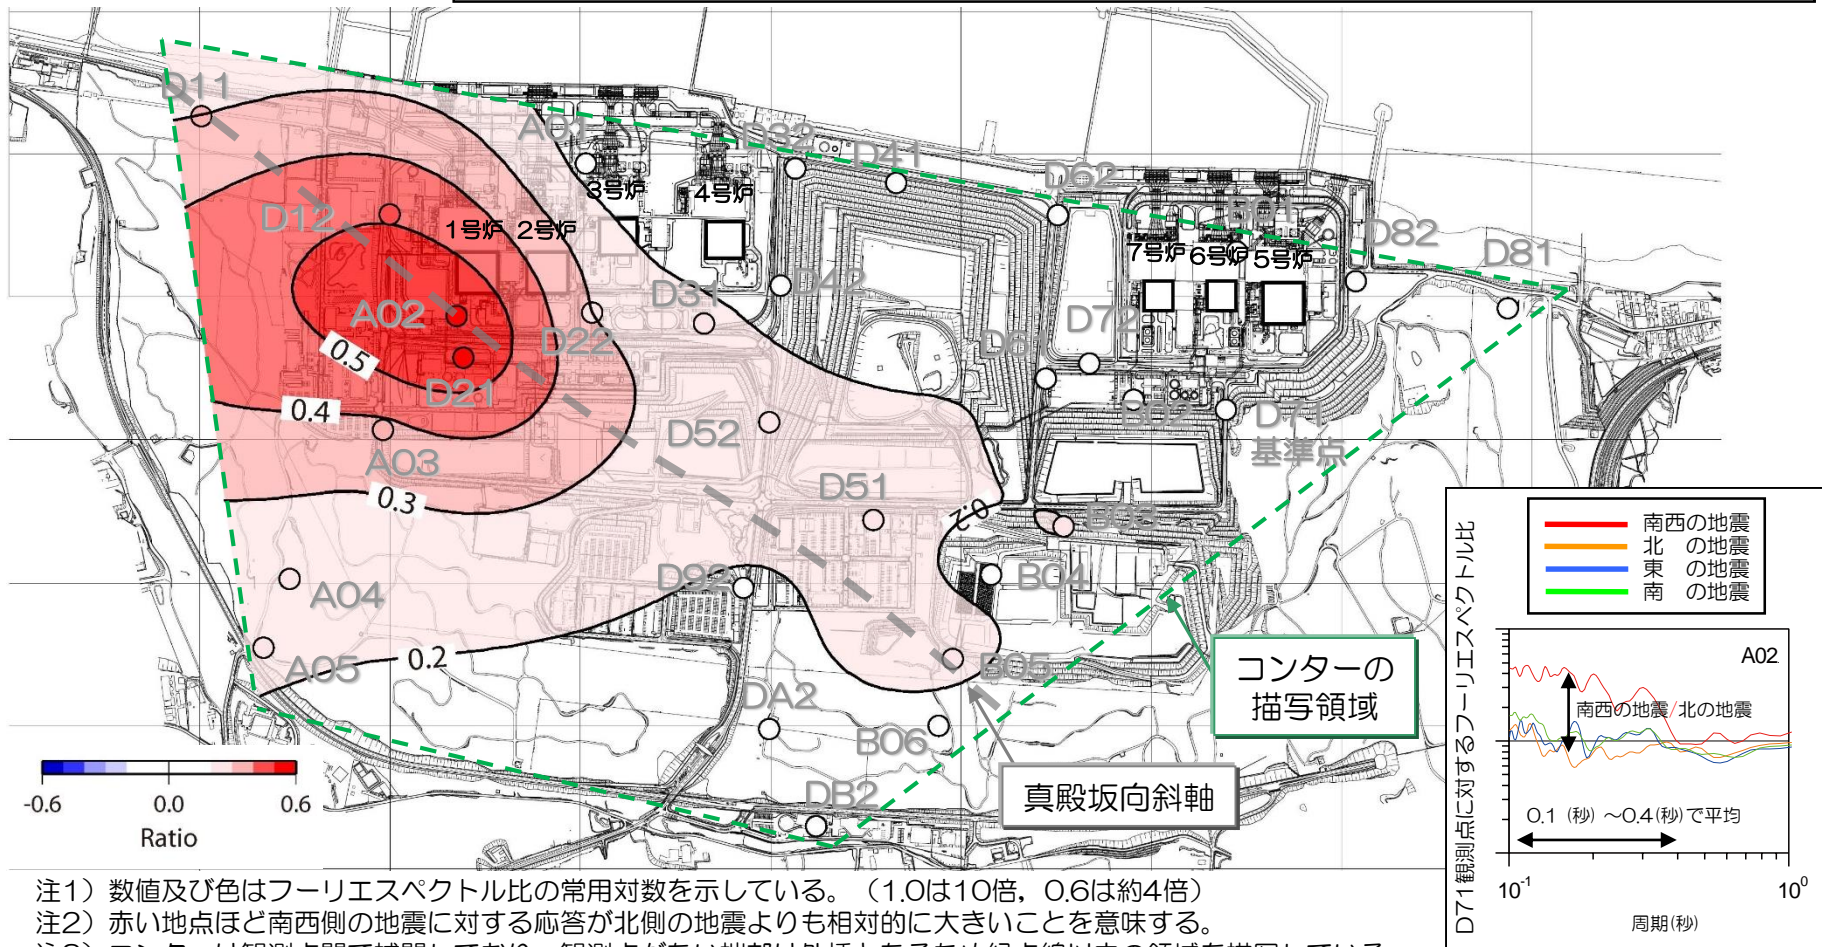 D11
A01
D32
D41
D62
B01
D82
D81
3号炉
4号炉
D12
1号炉 2号炉
7号炉 6号炉 5号炉
D42
D31
A02
D22
D61
D72
0.5
D21
0.4
B02
D71
基準点
D52
A03
0.3
D51
0.2
B03
A04
D92
B04
A05
0.2
B05
DA2
B06
コンターの
描写領域
真殿坂向斜軸
DB2
-0.6 0.0 0.6
Ratio
南西の地震
北 の地震
東 の地震
南 の地震
D71観測点に対するフーリエスペクトル比
A02
南西の地震/北の地震
0.1 (秒) ～0.4(秒)で平均
10-1 100
周期(秒)
注1）数値及び色はフーリエスペクトル比の常用対数を示している。（1.0は10倍，0.6は約4倍）
注2）赤い地点ほど南西側の地震に対する応答が北側の地震よりも相対的に大きいことを意味する。